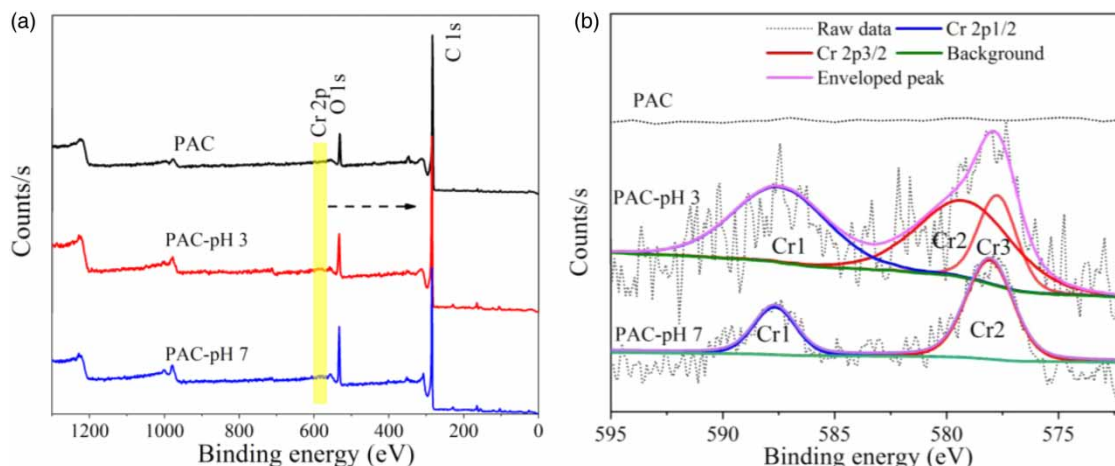 (a)
Counts/s
PAC
PAC-pH 3
PAC-pH 7
Cr 2p
O 1s
C 1s
1200 1000 800 600 400 200 0
Binding energy (eV)
(b)
Raw data Cr 2p1/2
Cr 2p3/2 Background
Enveloped peak
Counts/s
PAC
PAC-pH 3
Cr1 Cr2 Cr3
PAC-pH 7
Cr1 Cr2
595 590 585 580 575
Binding energy (eV)